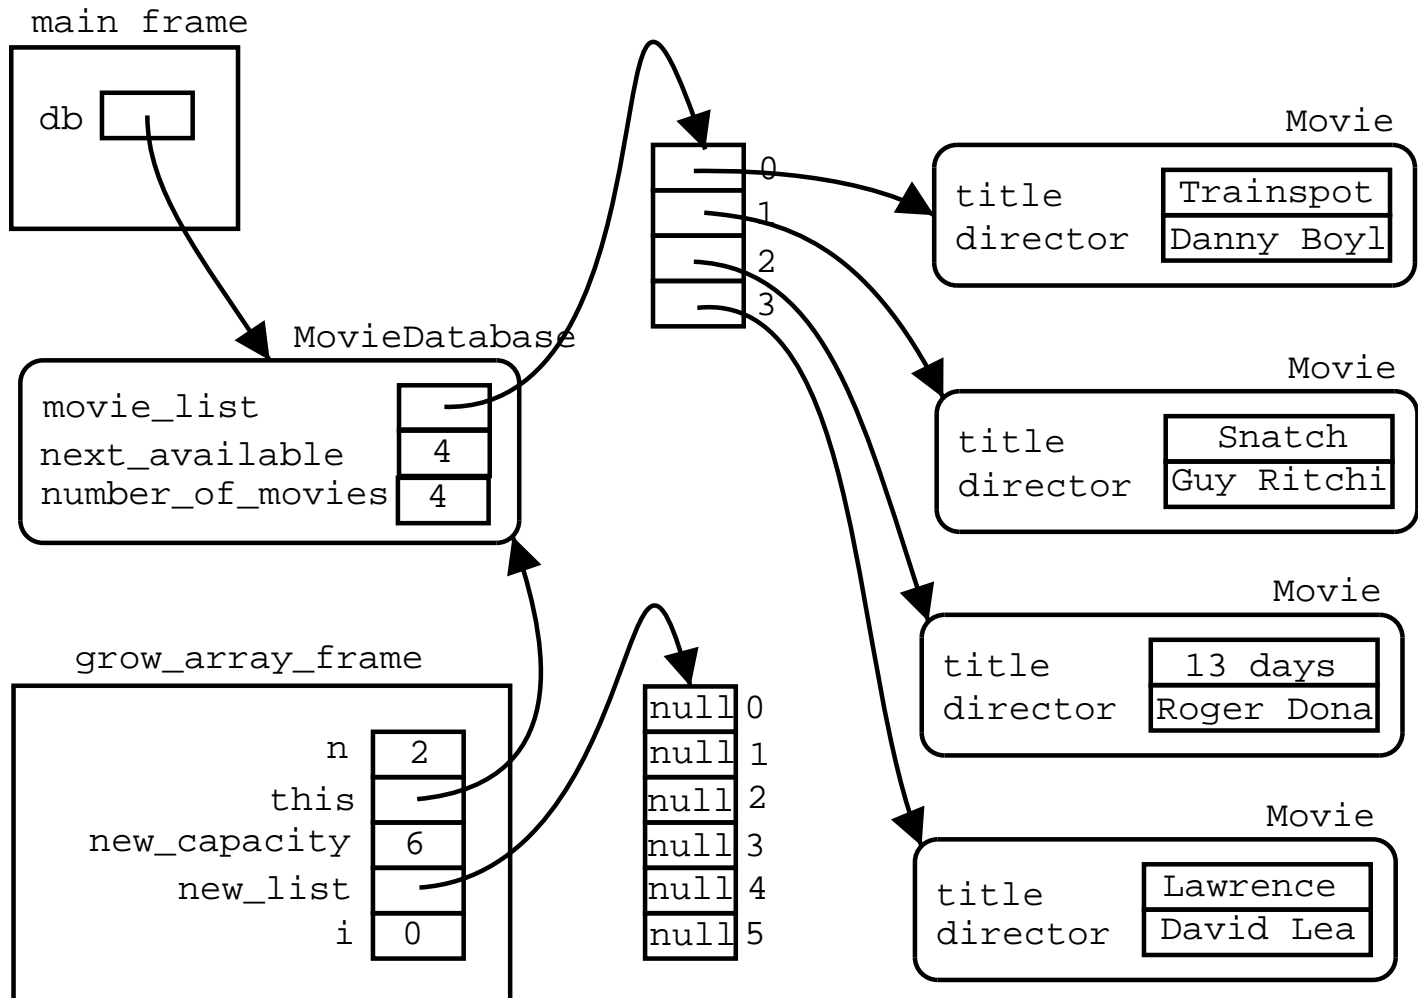 main frame
db
MovieDatabase
movie_list
next_available 4
number_of_movies 4
grow_array_frame
n 2
this
new_capacity 6
new_list
i 0
0
1
2
3
null 0
null 1
null 2
null 3
null 4
null 5
Movie
title Trainspot
director Danny Boyl
Movie
title Snatch
director Guy Ritchi
Movie
title 13 days
director Roger Dona
Movie
title Lawrence
director David Lea